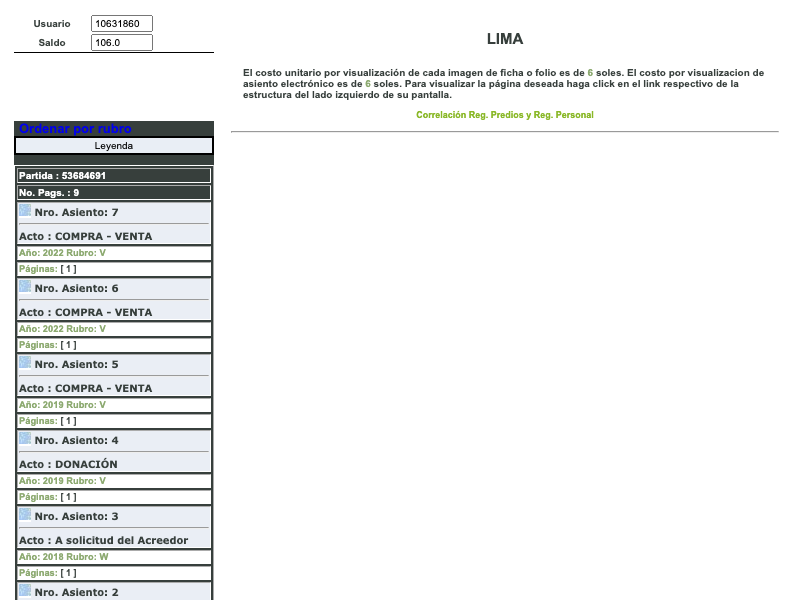 Usuario 10631860
Saldo 106.0
Ordenar por rubro
Leyenda
Partida : 53684691
No. Pags. : 9
Nro. Asiento: 7
Acto : COMPRA - VENTA
Año: 2022 Rubro: V
Páginas: [ 1 ]
Nro. Asiento: 6
Acto : COMPRA - VENTA
Año: 2022 Rubro: V
Páginas: [ 1 ]
Nro. Asiento: 5
Acto : COMPRA - VENTA
Año: 2019 Rubro: V
Páginas: [ 1 ]
Nro. Asiento: 4
Acto : DONACIÓN
Año: 2019 Rubro: V
Páginas: [ 1 ]
Nro. Asiento: 3
Acto : A solicitud del Acreedor
Año: 2018 Rubro: W
Páginas: [ 1 ]
Nro. Asiento: 2
LIMA
El costo unitario por visualización de cada imagen de ficha o folio es de 6 soles. El costo por visualizacion de
asiento electrónico es de 6 soles. Para visualizar la página deseada haga click en el link respectivo de la
estructura del lado izquierdo de su pantalla.
Correlación Reg. Predios y Reg. Personal